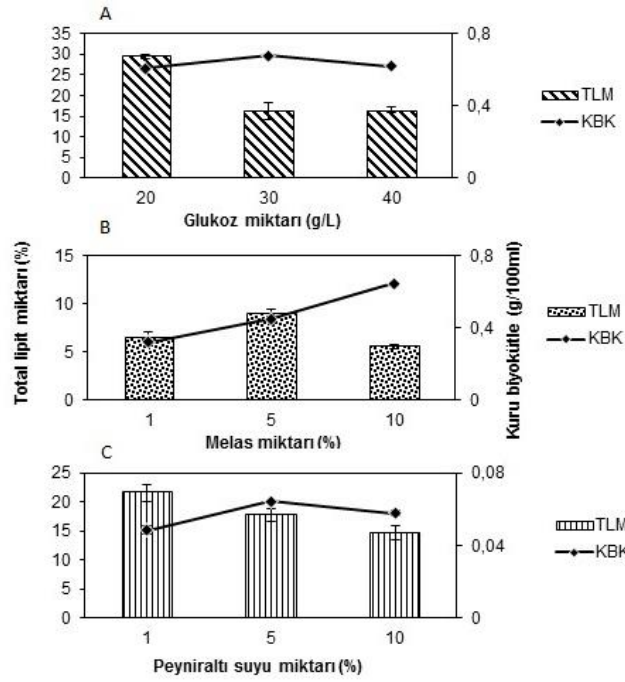 A
35
30
25
20
15
10
5
0
0,8
0,4
0
20 30 40
Glukoz miktarı (g/L)
TLM
KBK
Total lipit miktarı (%)
Kuru biyokütle (g/100ml)
B
15
10
5
0
0,8
0,4
0
1 5 10
Melas miktarı (%)
TLM
KBK
C
25
20
15
10
5
0
0,08
0,04
0
1 5 10
Peyniraltı suyu miktarı (%)
TLM
KBK